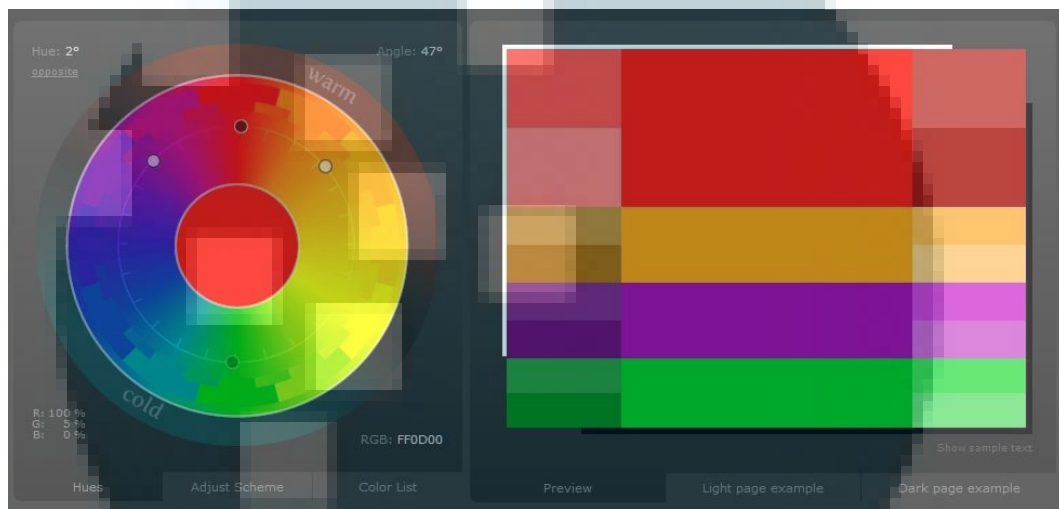 Hue: 2°
Angle: 47°
opposite
warm
cold
R: 100 %
G: 5 %
B: 0 %
RGB: FF0D00
Show sample text
Hues
Adjust Scheme
Color List
Preview
Light page example
Dark page example